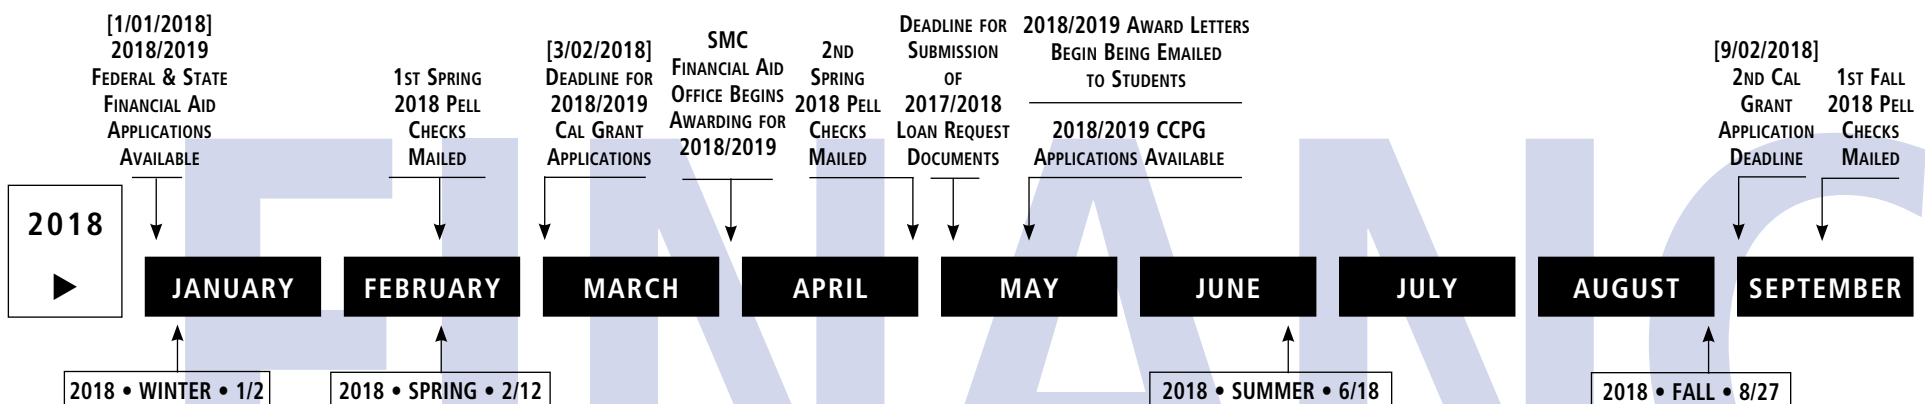 [1/01/2018]
2018/2019
Federal & State
Financial Aid
Applications
Available
1st Spring
2018 Pell
Checks
Mailed
[3/02/2018]
Deadline for
2018/2019
Cal Grant
Applications
SMC
Financial Aid
Office Begins
Awarding for
2018/2019
2nd
Spring
2018 Pell
Checks
Mailed
Deadline for
Submission
of
2017/2018
Loan Request
Documents
2018/2019 Award Letters
Begin Being Emailed
to Students
2018/2019 CCPG
Applications Available
[9/02/2018]
2nd Cal
Grant
Application
Deadline
1st Fall
2018 Pell
Checks
Mailed
2018
JANUARY
FEBRUARY
MARCH
APRIL
MAY
JUNE
JULY
AUGUST
SEPTEMBER
2018 • WINTER • 1/2
2018 • SPRING • 2/12
2018 • SUMMER • 6/18
2018 • FALL • 8/27
FINANC